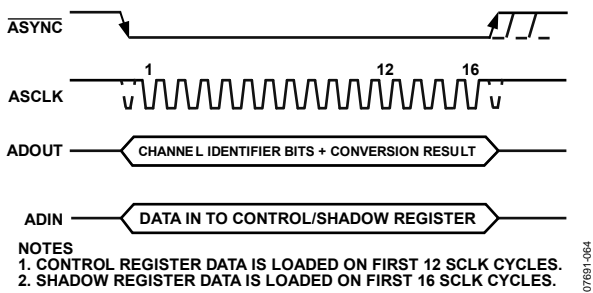 ASYNC
1 12 16
ASCLK
ADOUT CHANNEL IDENTIFIER BITS + CONVERSION RESULT
ADIN DATA IN TO CONTROL/SHADOW REGISTER
NOTES
1. CONTROL REGISTER DATA IS LOADED ON FIRST 12 SCLK CYCLES.
2. SHADOW REGISTER DATA IS LOADED ON FIRST 16 SCLK CYCLES.
07691-064